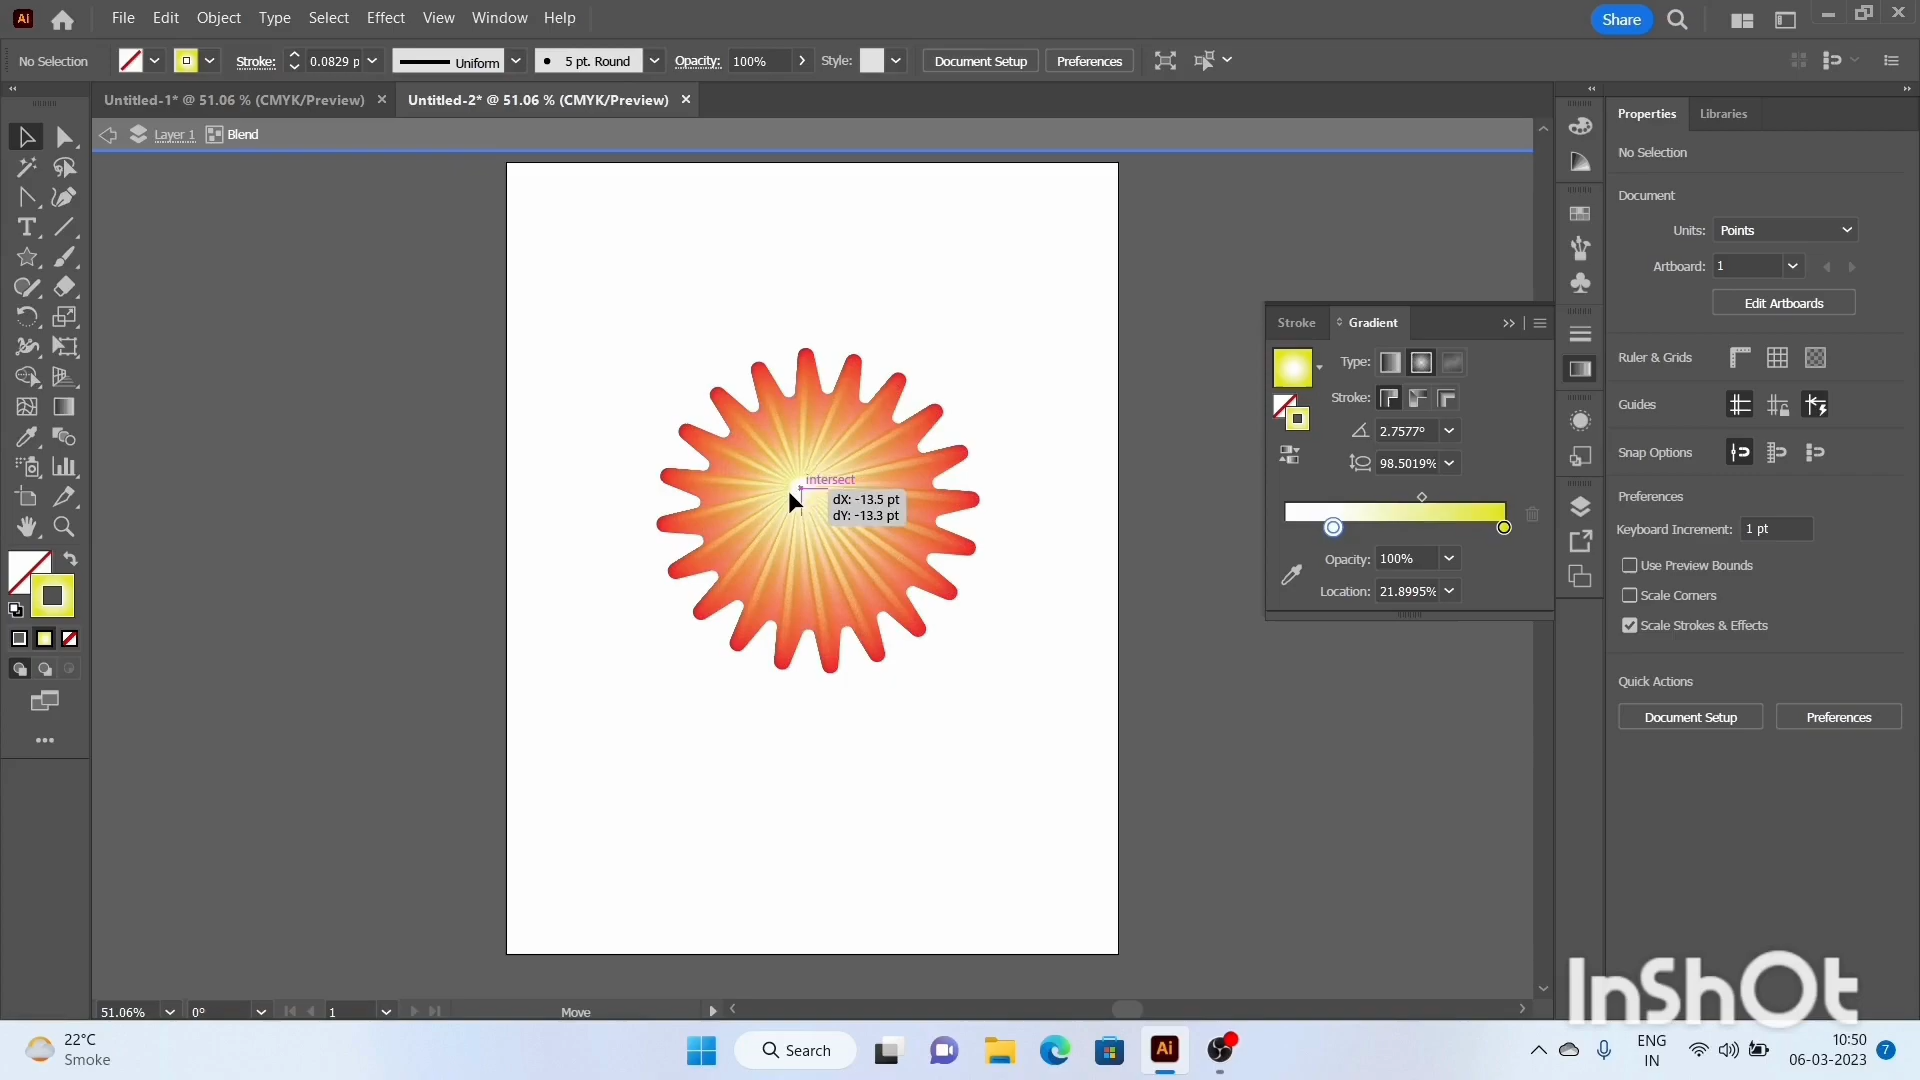 Ai File Edit Object Type Select Effect View Window Help Share
No Selection Stroke: 0.0829 p Uniform 5 pt. Round Opacity: 100% Style: Document Setup Preferences
Untitled-1* @ 51.06 % (CMYK/Preview) Untitled-2* @ 51.06 % (CMYK/Preview)
Layer 1 Blend
Properties Libraries
No Selection
Document
Units: Points
Artboard: 1
Edit Artboards
Ruler & Grids
Guides
Snap Options
Preferences
Keyboard Increment: 1 pt
Use Preview Bounds
Scale Corners
Scale Strokes & Effects
Quick Actions
Document Setup Preferences
Stroke Gradient
Type:
Stroke:
2.7577°
98.5019%
Opacity: 100%
Location: 21.8995%
intersect
dX: -13.5 pt
dY: -13.3 pt
51.06% 0° 1 Move
InShOt
22°C
Smoke
Search
Ai
ENG
IN
10:50
06-03-2023
7